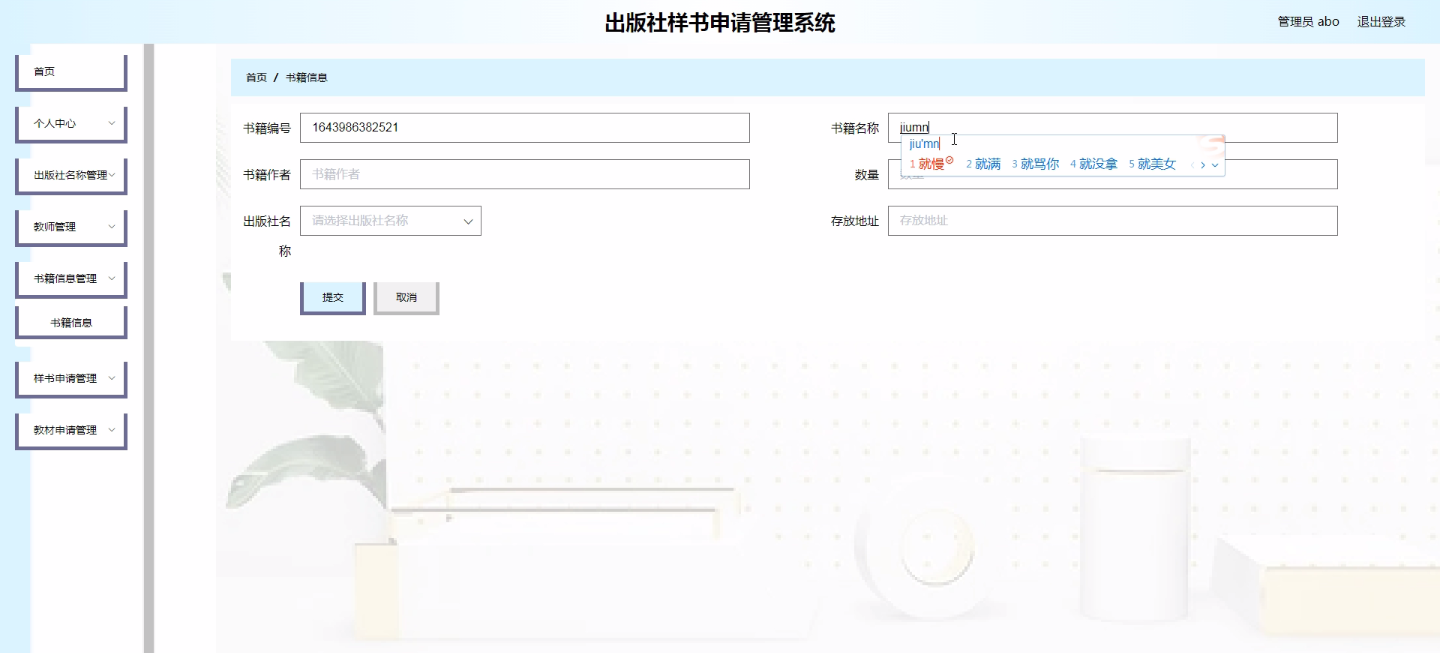 出版社样书申请管理系统
管理员 abo 退出登录
首页
个人中心
出版社名称管理
教师管理
书籍信息管理
书籍信息
样书申请管理
教材申请管理
首页 / 书籍信息
书籍编号 1643986382521
书籍名称 jiumn
jiu'mn
1 就慢 2 就满 3 就骂你 4 就没拿 5 就美女
书籍作者 书籍作者
数量
出版社名称 请选择出版社名称
存放地址 存放地址
提交 取消